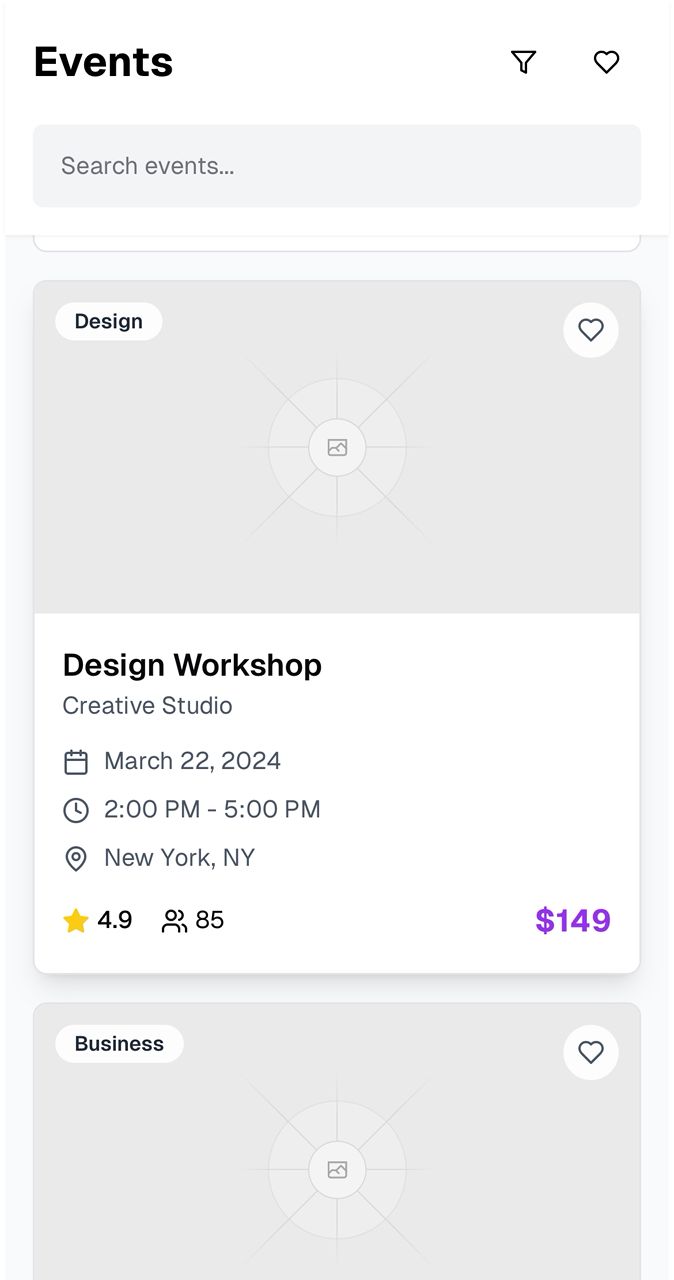 Events
Search events...
Design
Design Workshop
Creative Studio
March 22, 2024
2:00 PM - 5:00 PM
New York, NY
4.9 85 $149
Business